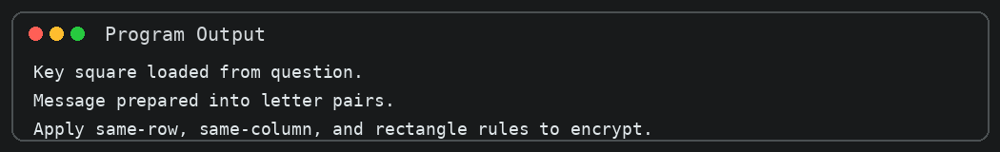 Program Output
Key square loaded from question.
Message prepared into letter pairs.
Apply same-row, same-column, and rectangle rules to encrypt.